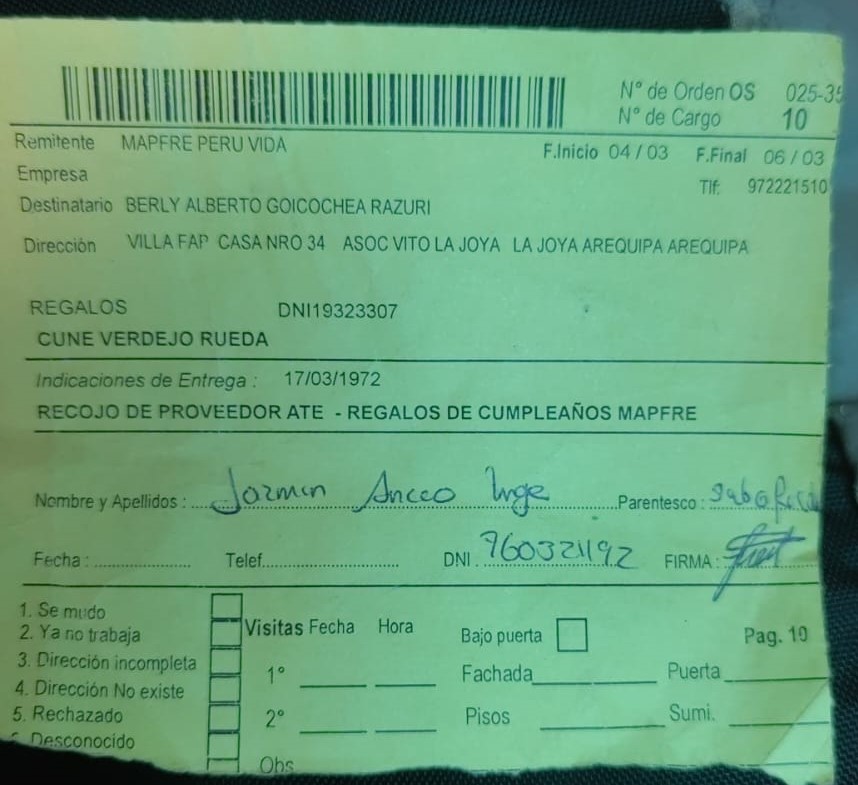 Nº de Orden OS 025-35
Nº de Cargo 10
Remitente MAPFRE PERU VIDA
F.Inicio 04 / 03 F.Final 06 / 03
Empresa
Tlf: 972221510
Destinatario BERLY ALBERTO GOICOCHEA RAZURI
Dirección VILLA FAP CASA NRO 34 ASOC VITO LA JOYA LA JOYA AREQUIPA AREQUIPA
REGALOS DNI19323307
CUNE VERDEJO RUEDA
Indicaciones de Entrega : 17/03/1972
RECOJO DE PROVEEDOR ATE - REGALOS DE CUMPLEAÑOS MAPFRE
Nombre y Apellidos : Jazmin Ancco Parentesco :
Fecha : Telef. DNI : FIRMA :
1. Se mudo
2. Ya no trabaja
3. Dirección incompleta
4. Dirección No existe
5. Rechazado
Desconocido
Visitas Fecha Hora
1°
2°
Obs
Bajo puerta
Pag. 10
Fachada Puerta
Pisos Sumi.